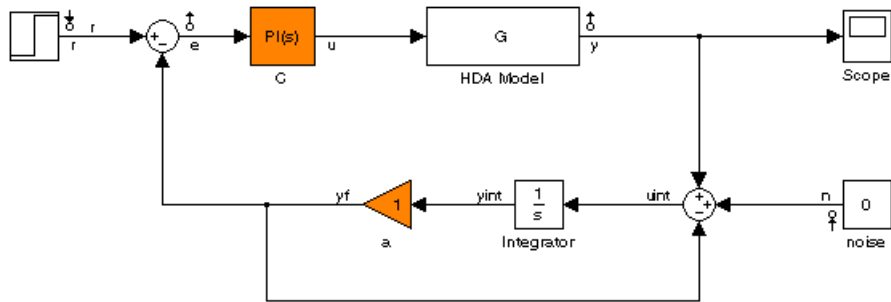 r r
+
−
e
PI(s)
u
C
G
HDA Model
y
Scope
yf
1
a
yint
1
s
Integrator
uint
+
+
−
n
0
noise